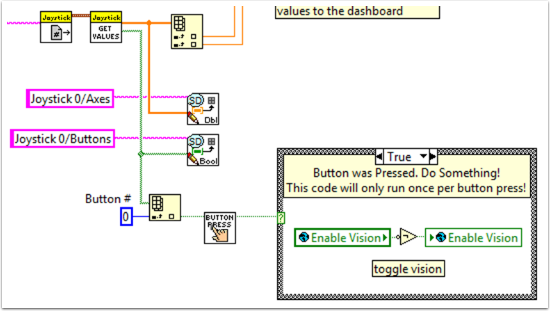 values to the dashboard
Joystick
Joystick
#
GET
VALUES
Joystick 0/Axes
SD
Dbl
Joystick 0/Buttons
SD
Bool
True
Button was Pressed. Do Something!
This code will only run once per button press!
Button #
0
BUTTON
PRESS
?
Enable Vision
Enable Vision
toggle vision